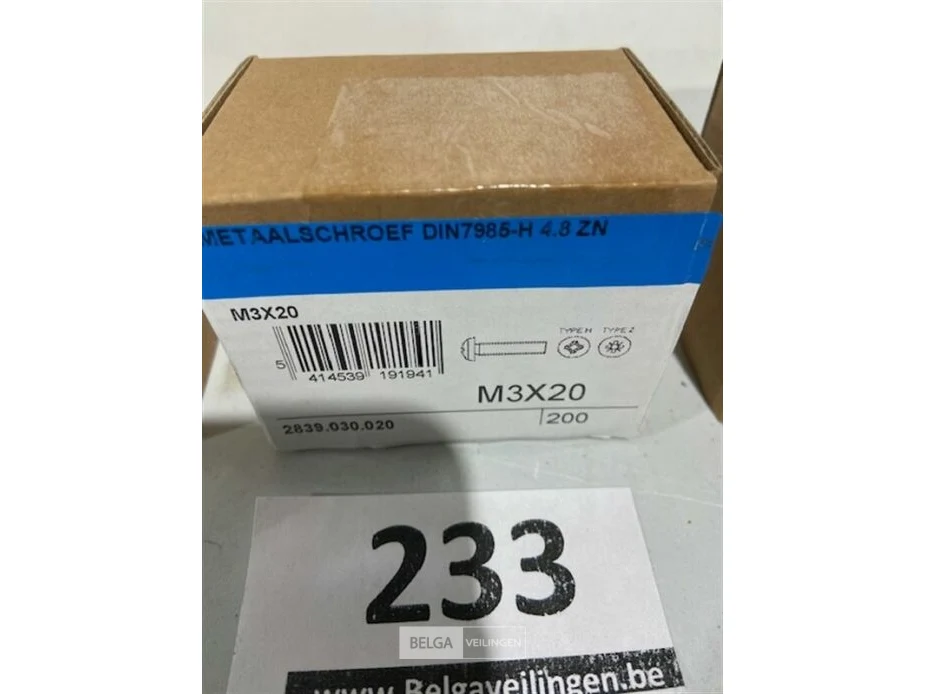 METAALSCHROEF DIN7985-H 4.8 ZN
M3X20
TYPE H TYPE Z
5 414539 191941
M3X20
2839.030.020 200
233
BELGA VEILINGEN
www.Belgaveilingen.be